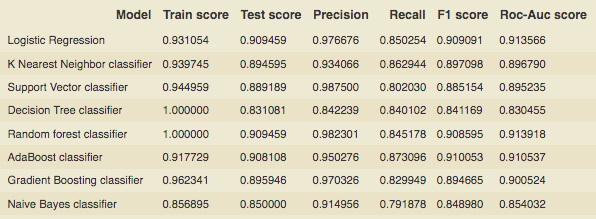 Model Train score Test score Precision Recall F1 score Roc-Auc score
Logistic Regression 0.931054 0.909459 0.976676 0.850254 0.909091 0.913566
K Nearest Neighbor classifier 0.939745 0.894595 0.934066 0.862944 0.897098 0.896790
Support Vector classifier 0.944959 0.889189 0.987500 0.802030 0.885154 0.895235
Decision Tree classifier 1.000000 0.831081 0.842239 0.840102 0.841169 0.830455
Random forest classifier 1.000000 0.909459 0.982301 0.845178 0.908595 0.913918
AdaBoost classifier 0.917729 0.908108 0.950276 0.873096 0.910053 0.910537
Gradient Boosting classifier 0.962341 0.895946 0.970326 0.829949 0.894665 0.900524
Naive Bayes classifier 0.856895 0.850000 0.914956 0.791878 0.848980 0.854032